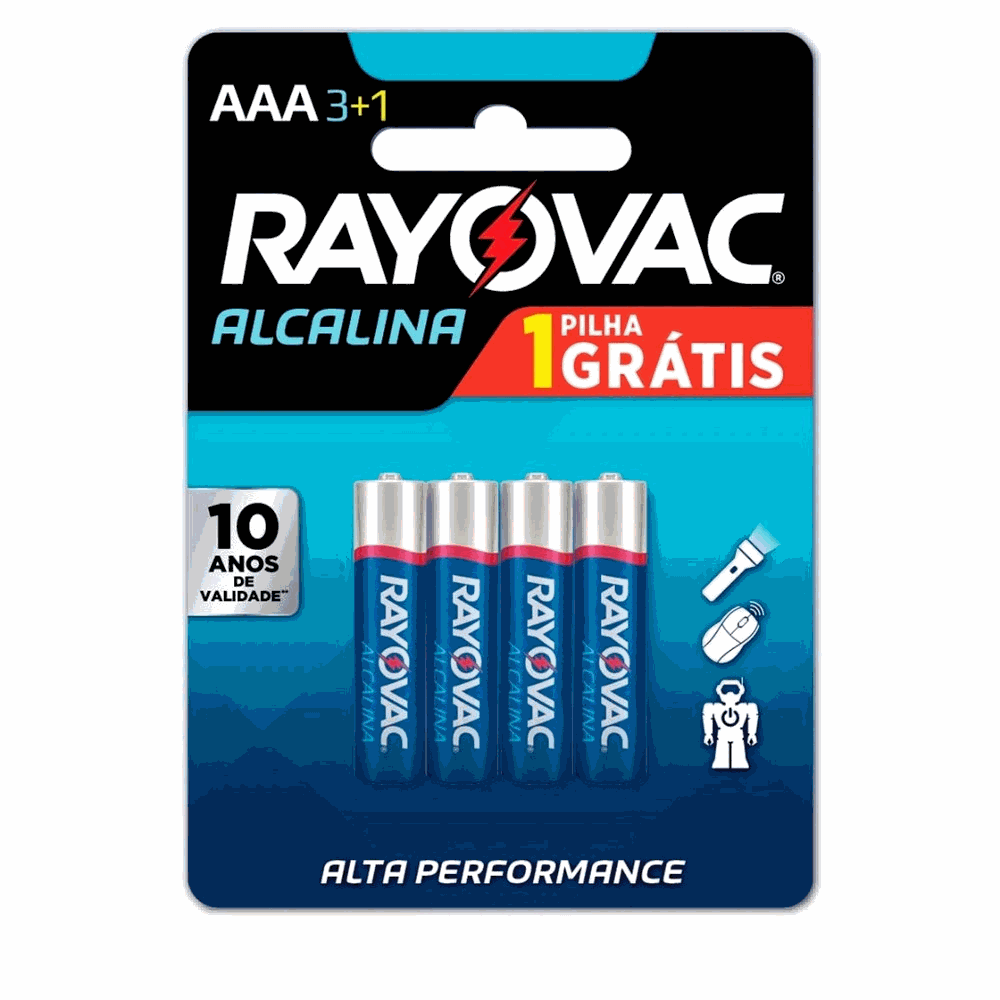 AAA 3+1
RAYOVAC®
ALCALINA
1 PILHA
GRÁTIS
10
ANOS
DE
VALIDADE**
RAYOVAC
ALCALINA
RAYOVAC
ALCALINA
RAYOVAC
ALCALINA
RAYOVAC
ALCALINA
ALTA PERFORMANCE